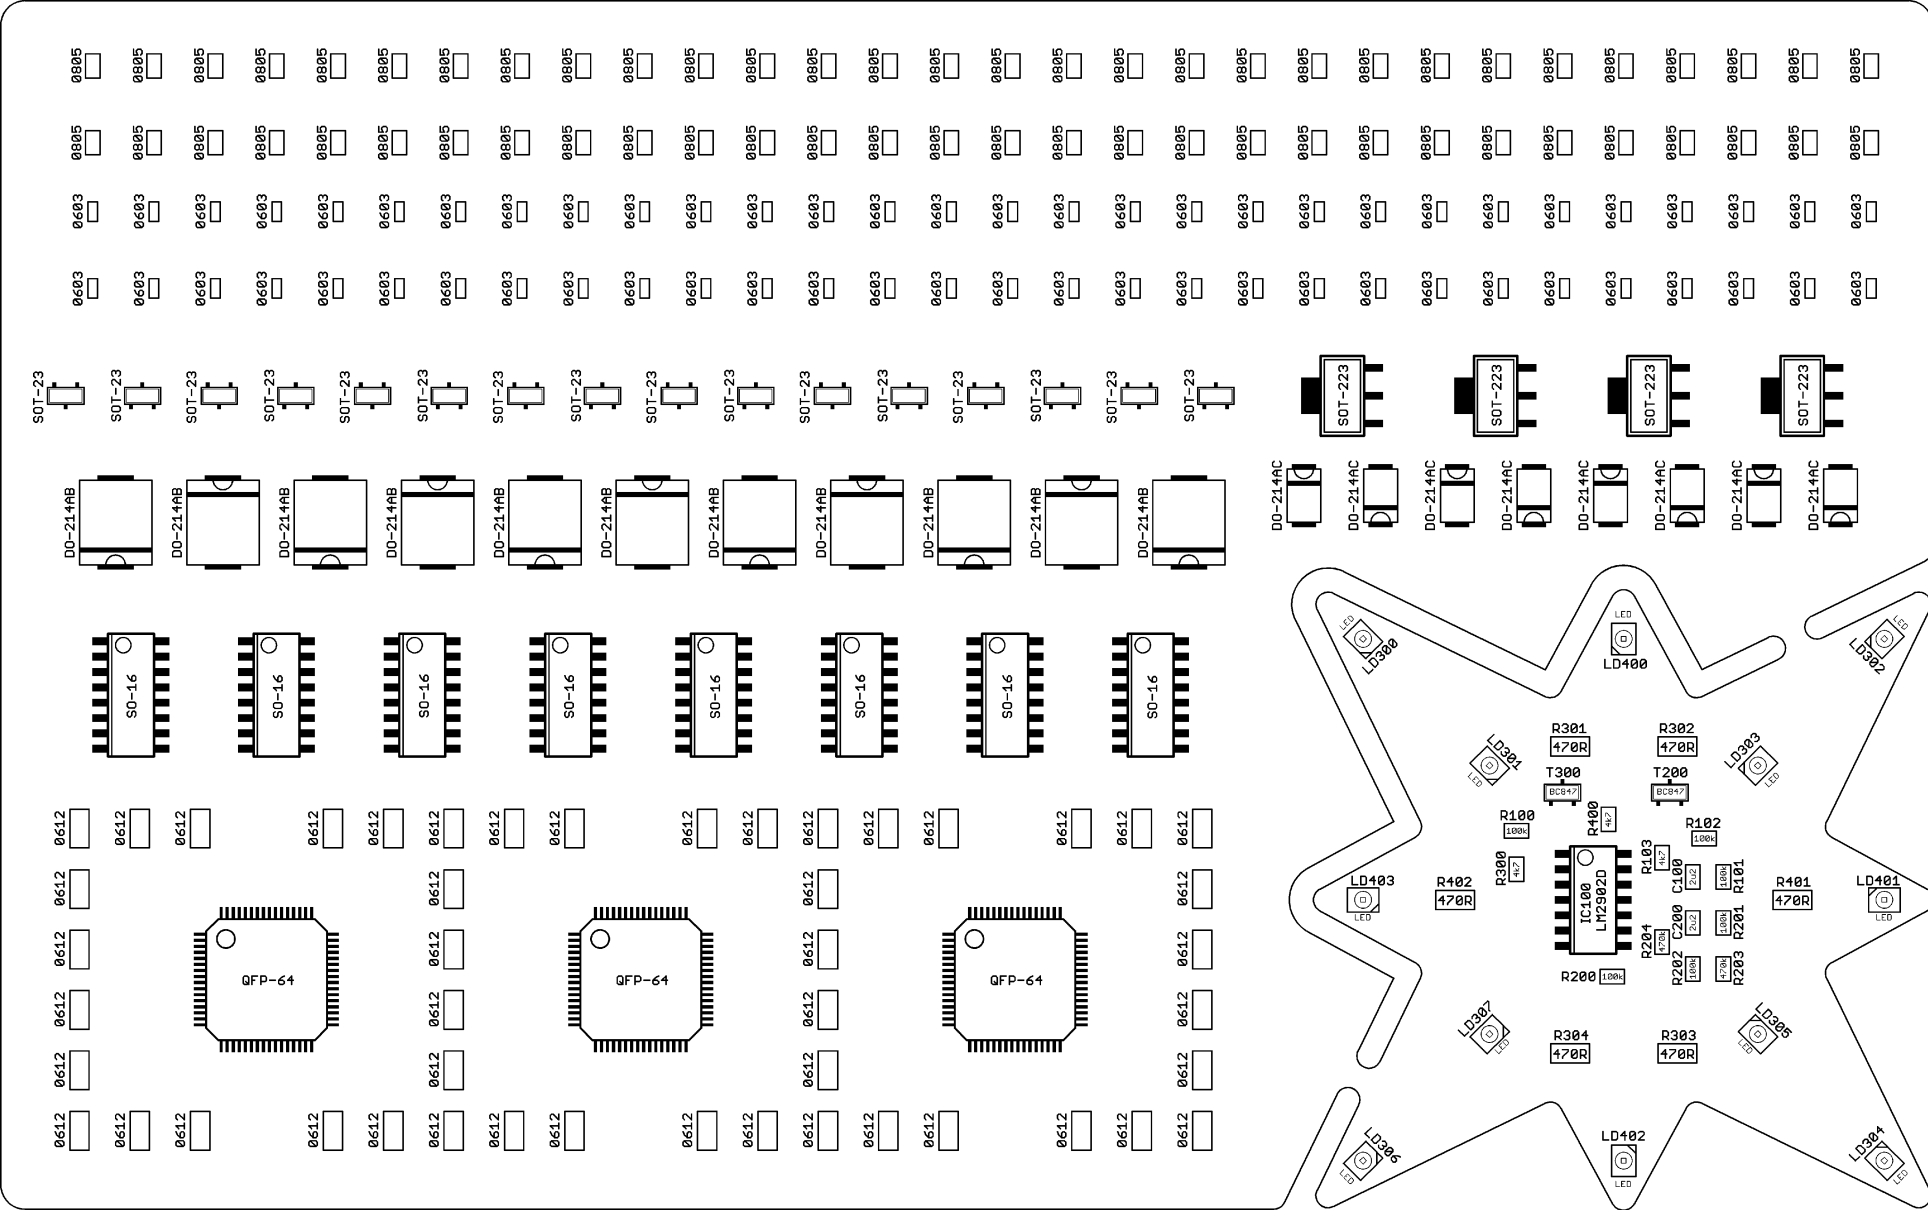 0805 0805 0805 0805 0805 0805 0805 0805 0805 0805 0805 0805 0805 0805 0805 0805 0805 0805 0805 0805 0805 0805 0805 0805 0805 0805 0805 0805 0805 0805
0805 0805 0805 0805 0805 0805 0805 0805 0805 0805 0805 0805 0805 0805 0805 0805 0805 0805 0805 0805 0805 0805 0805 0805 0805 0805 0805 0805 0805 0805
0603 0603 0603 0603 0603 0603 0603 0603 0603 0603 0603 0603 0603 0603 0603 0603 0603 0603 0603 0603 0603 0603 0603 0603 0603 0603 0603 0603 0603 0603
0603 0603 0603 0603 0603 0603 0603 0603 0603 0603 0603 0603 0603 0603 0603 0603 0603 0603 0603 0603 0603 0603 0603 0603 0603 0603 0603 0603 0603 0603
SOT-23 SOT-23 SOT-23 SOT-23 SOT-23 SOT-23 SOT-23 SOT-23 SOT-23 SOT-23 SOT-23 SOT-23 SOT-23 SOT-23 SOT-23 SOT-23
SOT-223 SOT-223 SOT-223 SOT-223
DO-214AB DO-214AB DO-214AB DO-214AB DO-214AB DO-214AB DO-214AB DO-214AB DO-214AB DO-214AB DO-214AB
DO-214AC DO-214AC DO-214AC DO-214AC DO-214AC DO-214AC DO-214AC DO-214AC
SO-16 SO-16 SO-16 SO-16 SO-16 SO-16 SO-16 SO-16
0612 0612 0612 0612 0612 0612 0612 0612 0612 0612 0612 0612 0612 0612 0612 0612
0612 0612 0612 0612
0612 0612 0612 0612
QFP-64 QFP-64 QFP-64
0612 0612 0612 0612
0612 0612 0612 0612
0612 0612 0612 0612 0612 0612 0612 0612 0612 0612 0612 0612 0612 0612 0612 0612
LED
LD300
LED
LD400
LED
LD302
R301
470R
R302
470R
LD301
LED
LD303
LED
T300
BC847
T200
BC847
R100
100k
R400
4k7
R102
100k
R300
4k7
R103
4k7
C100
2u2
100k
R101
LD403
LED
R402
470R
IC100
LM2902D
R401
470R
LD401
LED
R204
470k
C200
2u2
100k
R201
R202
100k
470k
R203
R200
100k
LD307
LED
LD305
LED
R304
470R
R303
470R
LD306
LED
LD402
LED
LD304
LED